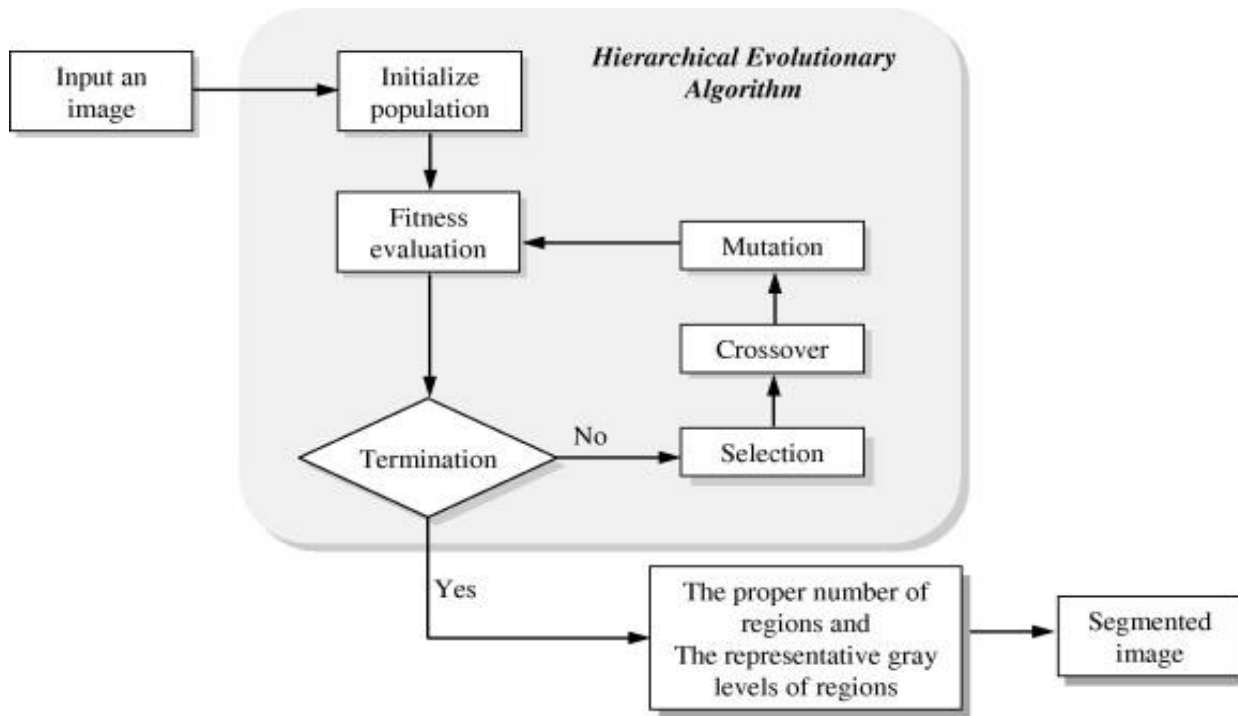 Hierarchical Evolutionary
Algorithm
Input an
image
Initialize
population
Fitness
evaluation
Mutation
Crossover
Selection
No
Termination
Yes
The proper number of
regions and
The representative gray
levels of regions
Segmented
image